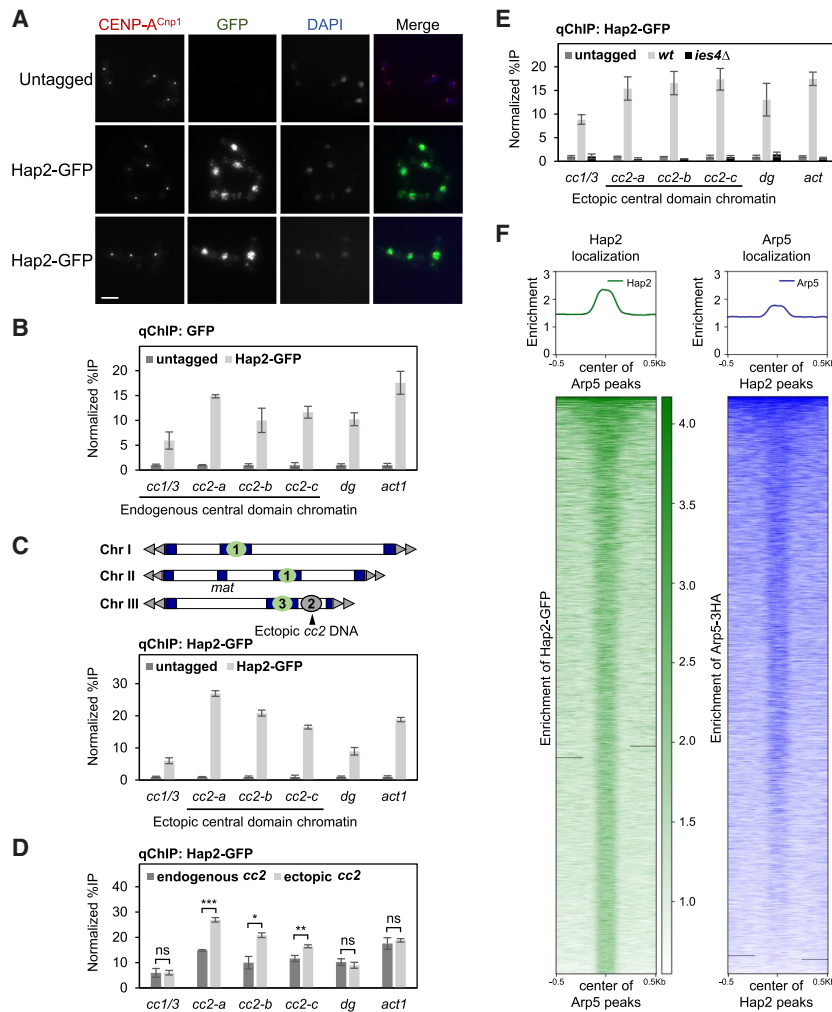 A
CENP-A^Cnp1 GFP DAPI Merge
Untagged
Hap2-GFP
Hap2-GFP
B
qChIP: GFP
untagged Hap2-GFP
Normalized %IP
20
15
10
5
0
cc1/3 cc2-a cc2-b cc2-c dg act1
Endogenous central domain chromatin
C
Chr I
1
Chr II
1
mat
Chr III
3 2
Ectopic cc2 DNA
qChIP: Hap2-GFP
untagged Hap2-GFP
Normalized %IP
30
20
10
0
cc1/3 cc2-a cc2-b cc2-c dg act1
Ectopic central domain chromatin
D
qChIP: Hap2-GFP
endogenous cc2 ectopic cc2
Normalized %IP
40
30
20
10
0
ns *** * ** ns ns
cc1/3 cc2-a cc2-b cc2-c dg act1
E
qChIP: Hap2-GFP
untagged wt ies4Δ
Normalized %IP
20
15
10
5
0
cc1/3 cc2-a cc2-b cc2-c dg act
Ectopic central domain chromatin
F
Hap2
localization
Enrichment
3
2
1
0
Hap2
-0.5 center of 0.5Kb
Arp5 peaks
Arp5
localization
Enrichment
3
2
1
0
Arp5
-0.5 center of 0.5Kb
Hap2 peaks
Enrichment of Hap2-GFP
4.0
3.5
3.0
2.5
2.0
1.5
1.0
-0.5 center of 0.5Kb
Arp5 peaks
Enrichment of Arp5-3HA
-0.5 center of 0.5Kb
Hap2 peaks